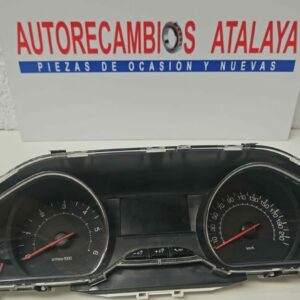 AUTORECAMBIOS ATALAYA
PIEZAS DE OCASIÓN Y NUEVAS